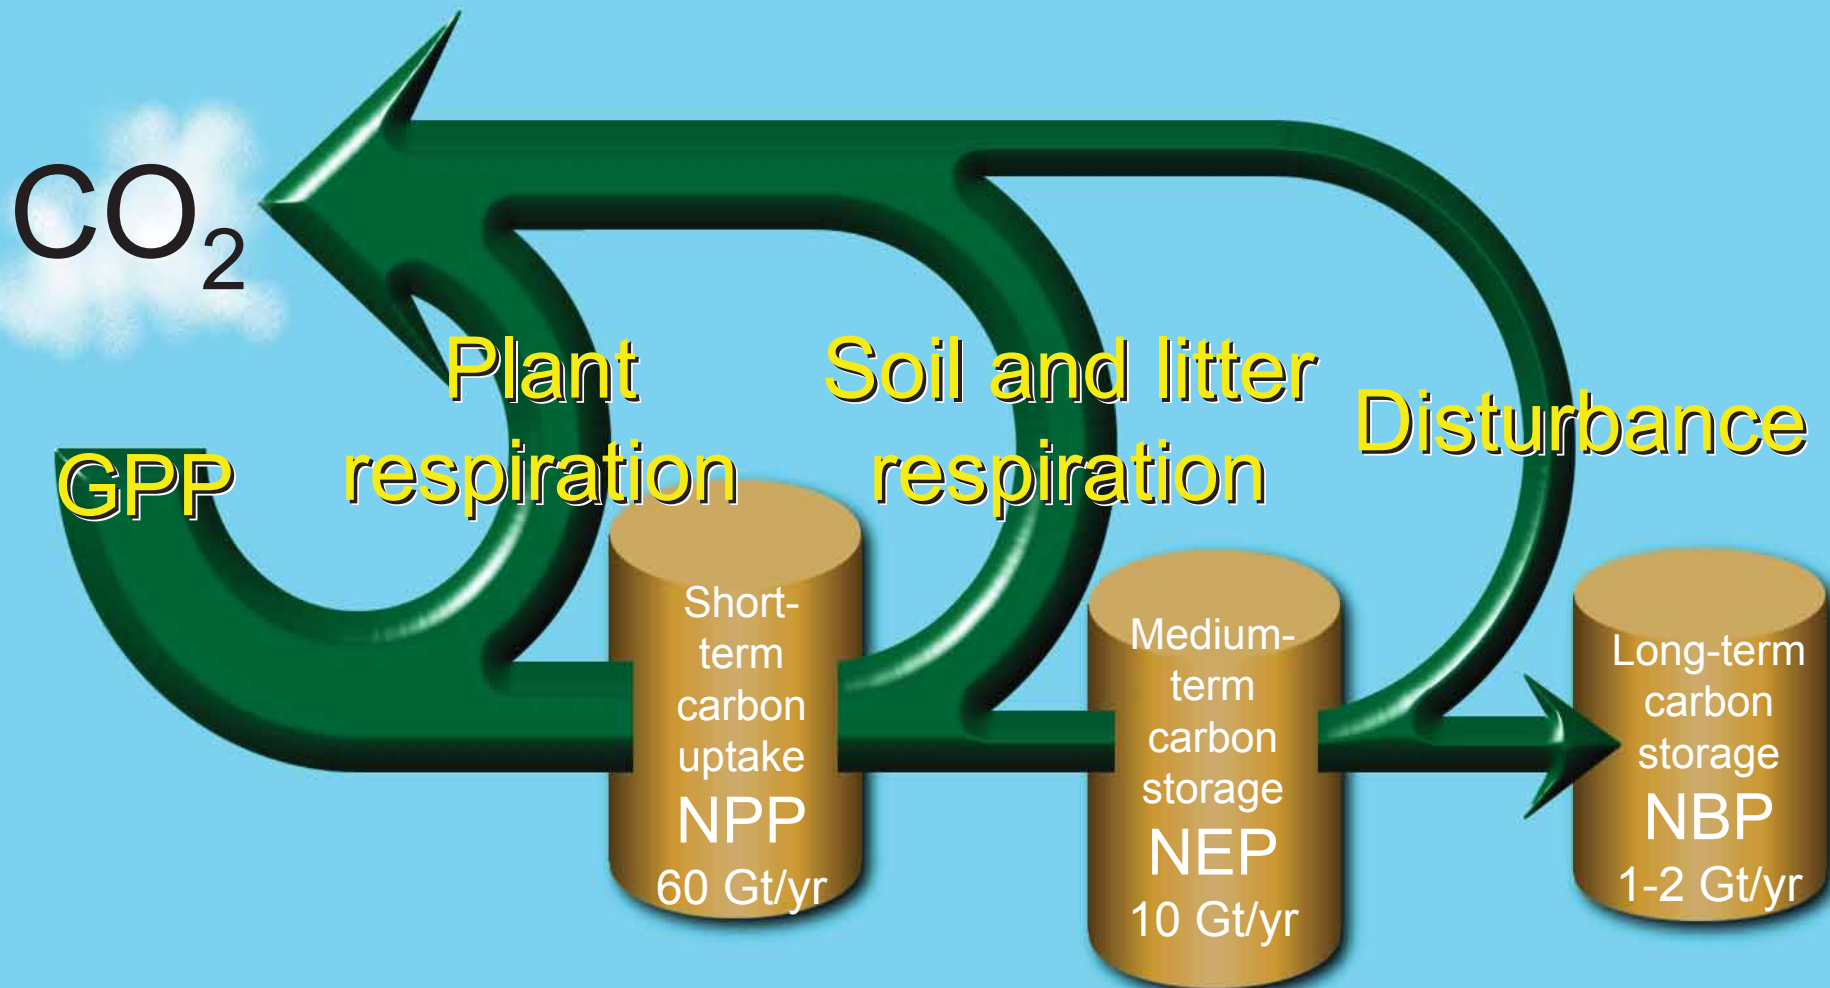 CO₂
GPP
Plant
respiration
Soil and litter
respiration
Disturbance
Short-
term
carbon
uptake
NPP
60 Gt/yr
Medium-
term
carbon
storage
NEP
10 Gt/yr
Long-term
carbon
storage
NBP
1-2 Gt/yr